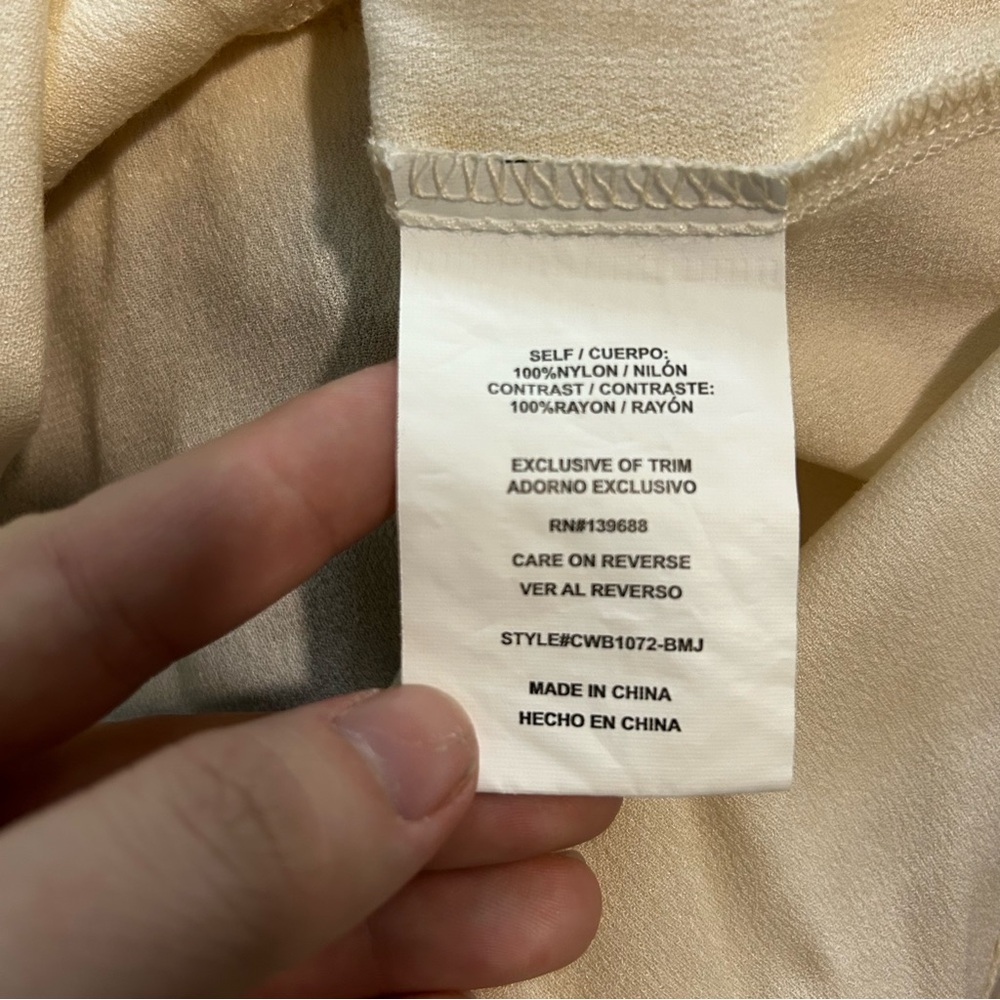 SELF / CUERPO:
100%NYLON / NILÓN
CONTRAST / CONTRASTE:
100%RAYON / RAYÓN
EXCLUSIVE OF TRIM
ADORNO EXCLUSIVO
RN#139688
CARE ON REVERSE
VER AL REVERSO
STYLE#CWB1072-BMJ
MADE IN CHINA
HECHO EN CHINA